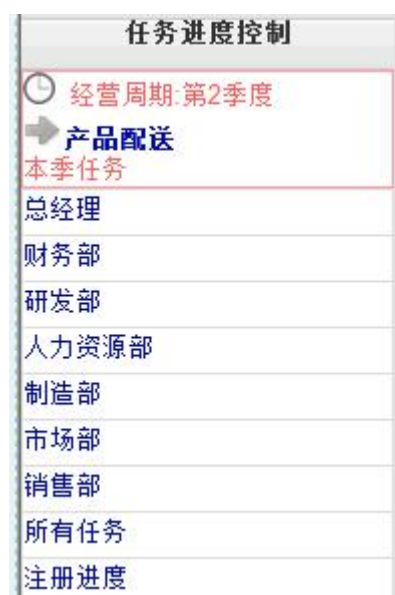 任务进度控制
经营周期:第2季度
产品配送
本季任务
总经理
财务部
研发部
人力资源部
制造部
市场部
销售部
所有任务
注册进度